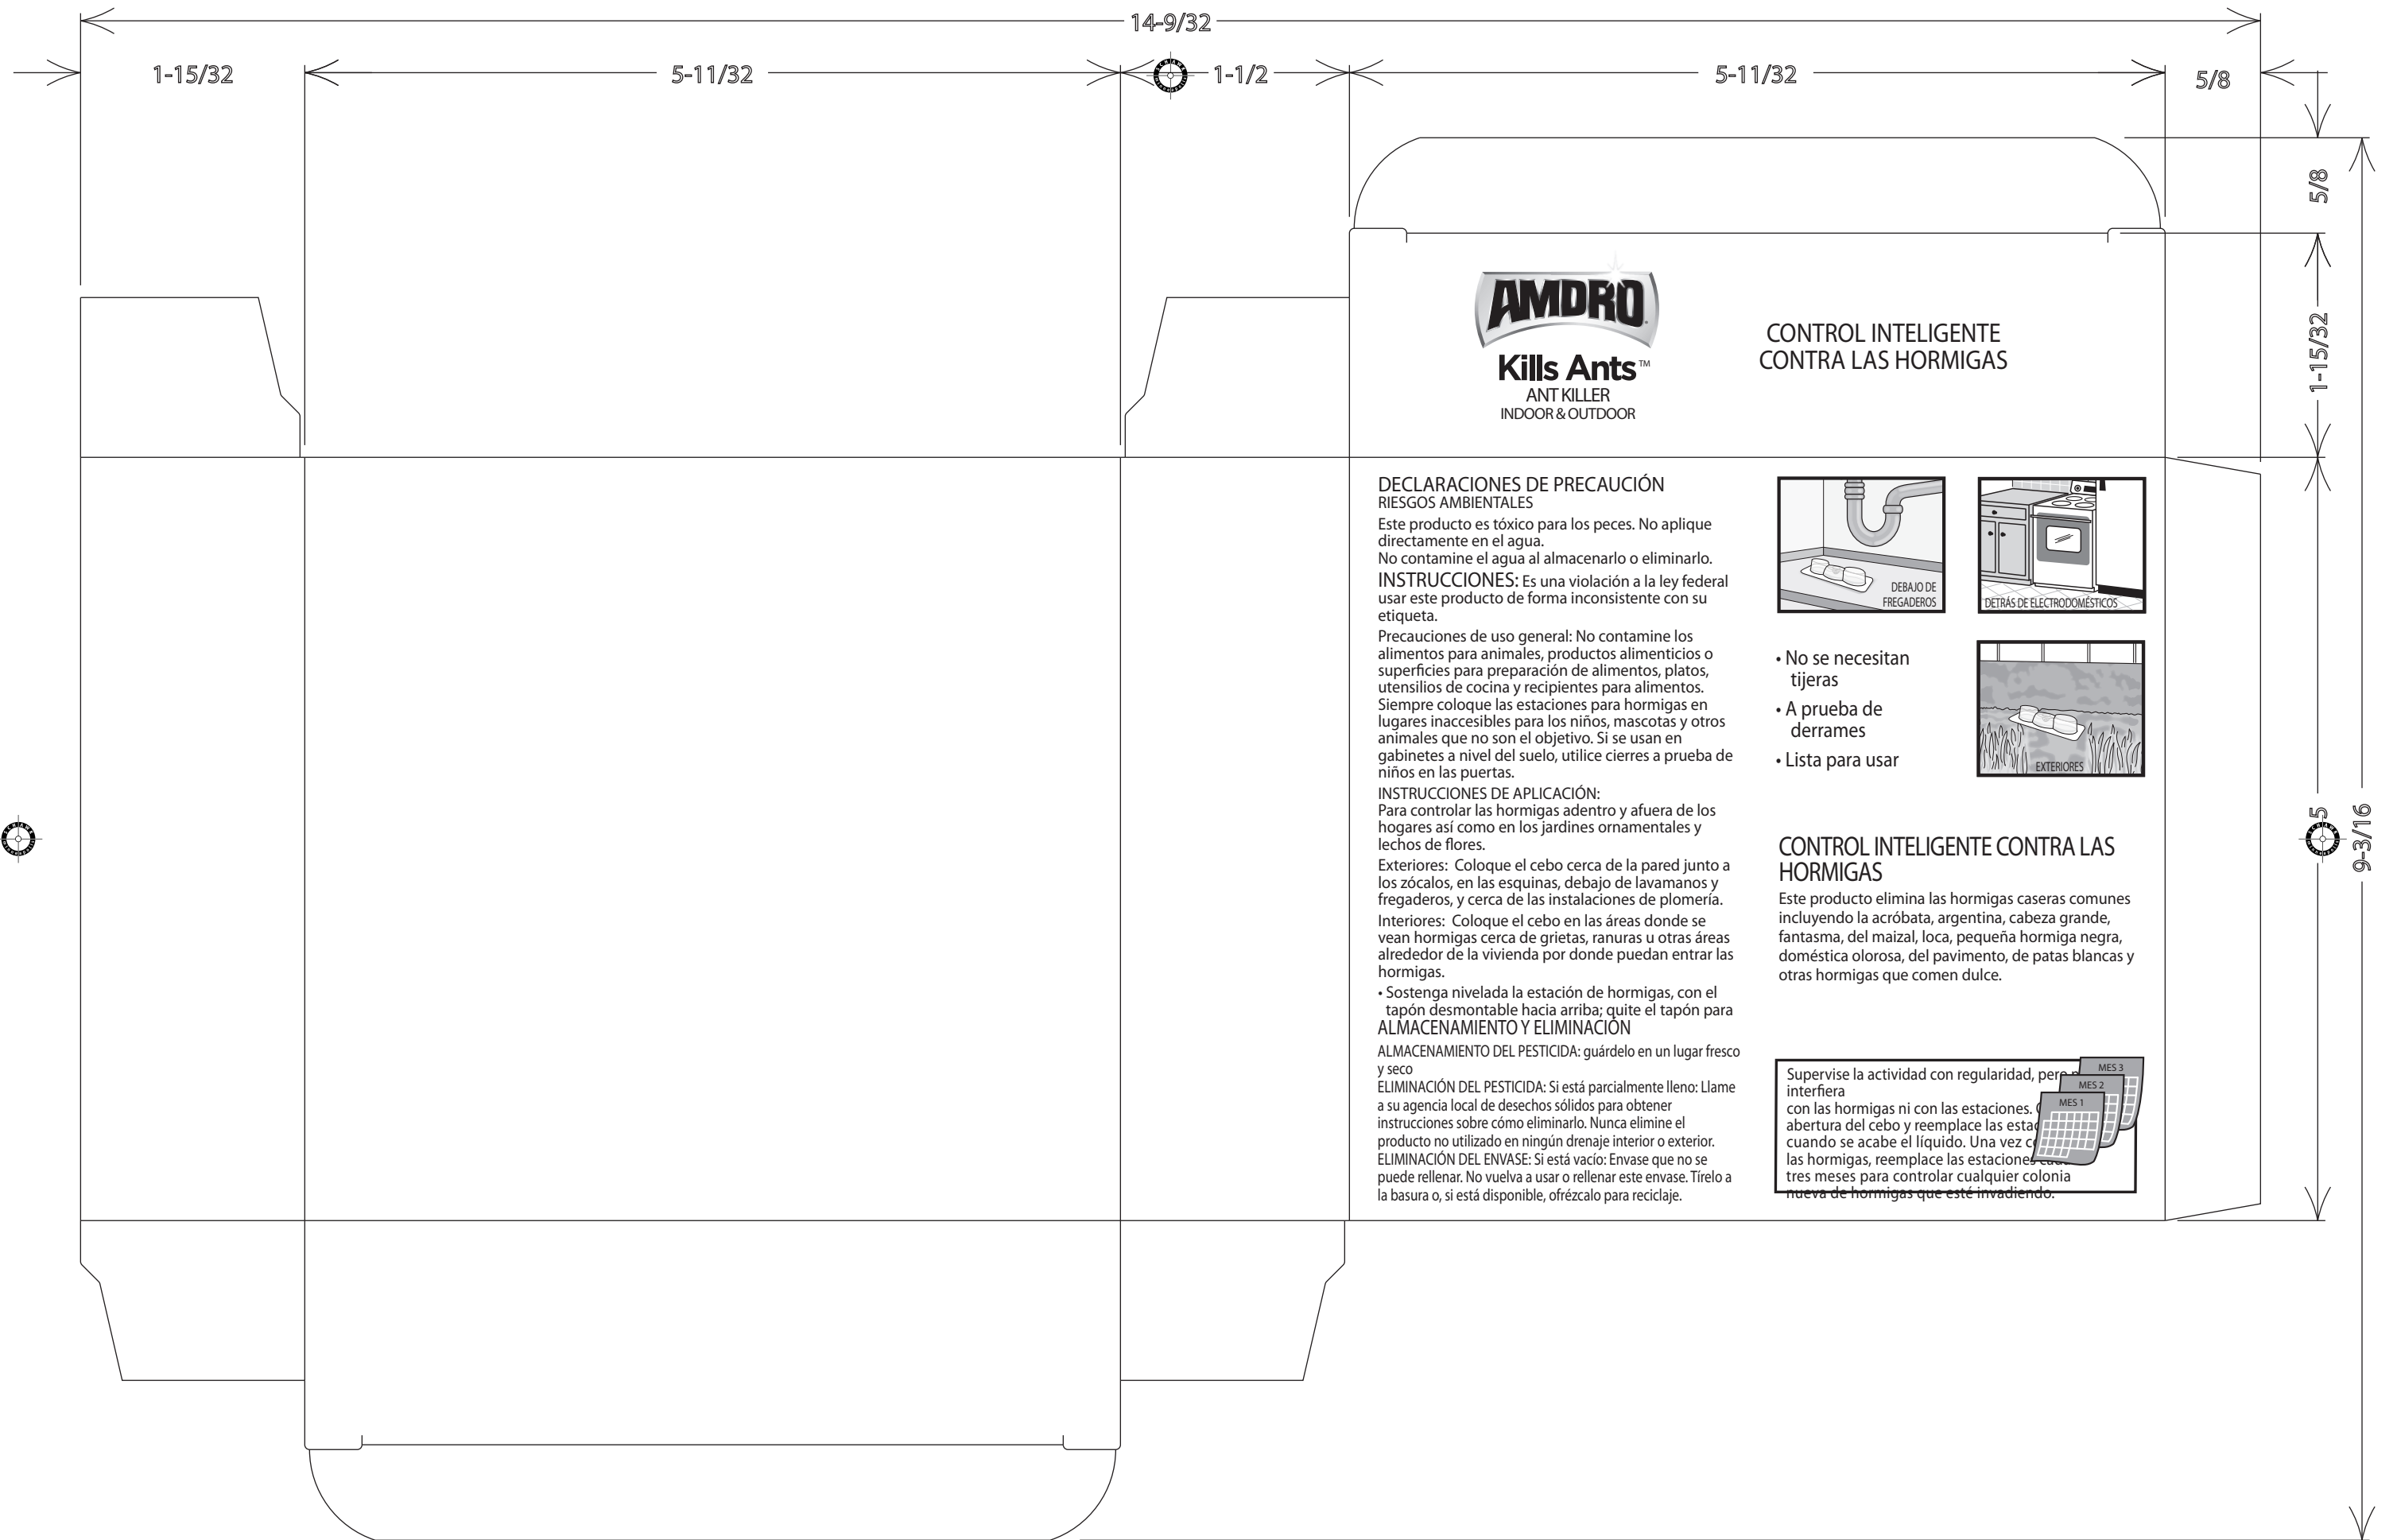 14-9/32
1-15/32
5-11/32
1-1/2
5-11/32
5/8
5/8
1-15/32
5
9-3/16
AMDRO
Kills Ants™
ANT KILLER
INDOOR & OUTDOOR
CONTROL INTELIGENTE
CONTRA LAS HORMIGAS
DECLARACIONES DE PRECAUCIÓN
RIESGOS AMBIENTALES
Este producto es tóxico para los peces. No aplique
directamente en el agua.
No contamine el agua al almacenarlo o eliminarlo.
INSTRUCCIONES: Es una violación a la ley federal
usar este producto de forma inconsistente con su
etiqueta.
Precauciones de uso general: No contamine los
alimentos para animales, productos alimenticios o
superficies para preparación de alimentos, platos,
utensilios de cocina y recipientes para alimentos.
Siempre coloque las estaciones para hormigas en
lugares inaccesibles para los niños, mascotas y otros
animales que no son el objetivo. Si se usan en
gabinetes a nivel del suelo, utilice cierres a prueba de
niños en las puertas.
INSTRUCCIONES DE APLICACIÓN:
Para controlar las hormigas adentro y afuera de los
hogares así como en los jardines ornamentales y
lechos de flores.
Exteriores: Coloque el cebo cerca de la pared junto a
los zócalos, en las esquinas, debajo de lavamanos y
fregaderos, y cerca de las instalaciones de plomería.
Interiores: Coloque el cebo en las áreas donde se
vean hormigas cerca de grietas, ranuras u otras áreas
alrededor de la vivienda por donde puedan entrar las
hormigas.
• Sostenga nivelada la estación de hormigas, con el
tapón desmontable hacia arriba; quite el tapón para
ALMACENAMIENTO Y ELIMINACIÓN
ALMACENAMIENTO DEL PESTICIDA: guárdelo en un lugar fresco
y seco
ELIMINACIÓN DEL PESTICIDA: Si está parcialmente lleno: Llame
a su agencia local de desechos sólidos para obtener
instrucciones sobre cómo eliminarlo. Nunca elimine el
producto no utilizado en ningún drenaje interior o exterior.
ELIMINACIÓN DEL ENVASE: Si está vacío: Envase que no se
puede rellenar. No vuelva a usar o rellenar este envase. Tírelo a
la basura o, si está disponible, ofrézcalo para reciclaje.
DEBAJO DE
FREGADEROS
DETRÁS DE ELECTRODOMÉSTICOS
• No se necesitan
tijeras
• A prueba de
derrames
• Lista para usar
EXTERIORES
CONTROL INTELIGENTE CONTRA LAS
HORMIGAS
Este producto elimina las hormigas caseras comunes
incluyendo la acróbata, argentina, cabeza grande,
fantasma, del maizal, loca, pequeña hormiga negra,
doméstica olorosa, del pavimento, de patas blancas y
otras hormigas que comen dulce.
Supervise la actividad con regularidad, pero
interfiera
con las hormigas ni con las estaciones.
abertura del cebo y reemplace las
cuando se acabe el líquido. Una vez
las hormigas, reemplace las estaciones
tres meses para controlar cualquier colonia
nueva de hormigas que esté invadiendo.
MES 3
MES 2
MES 1